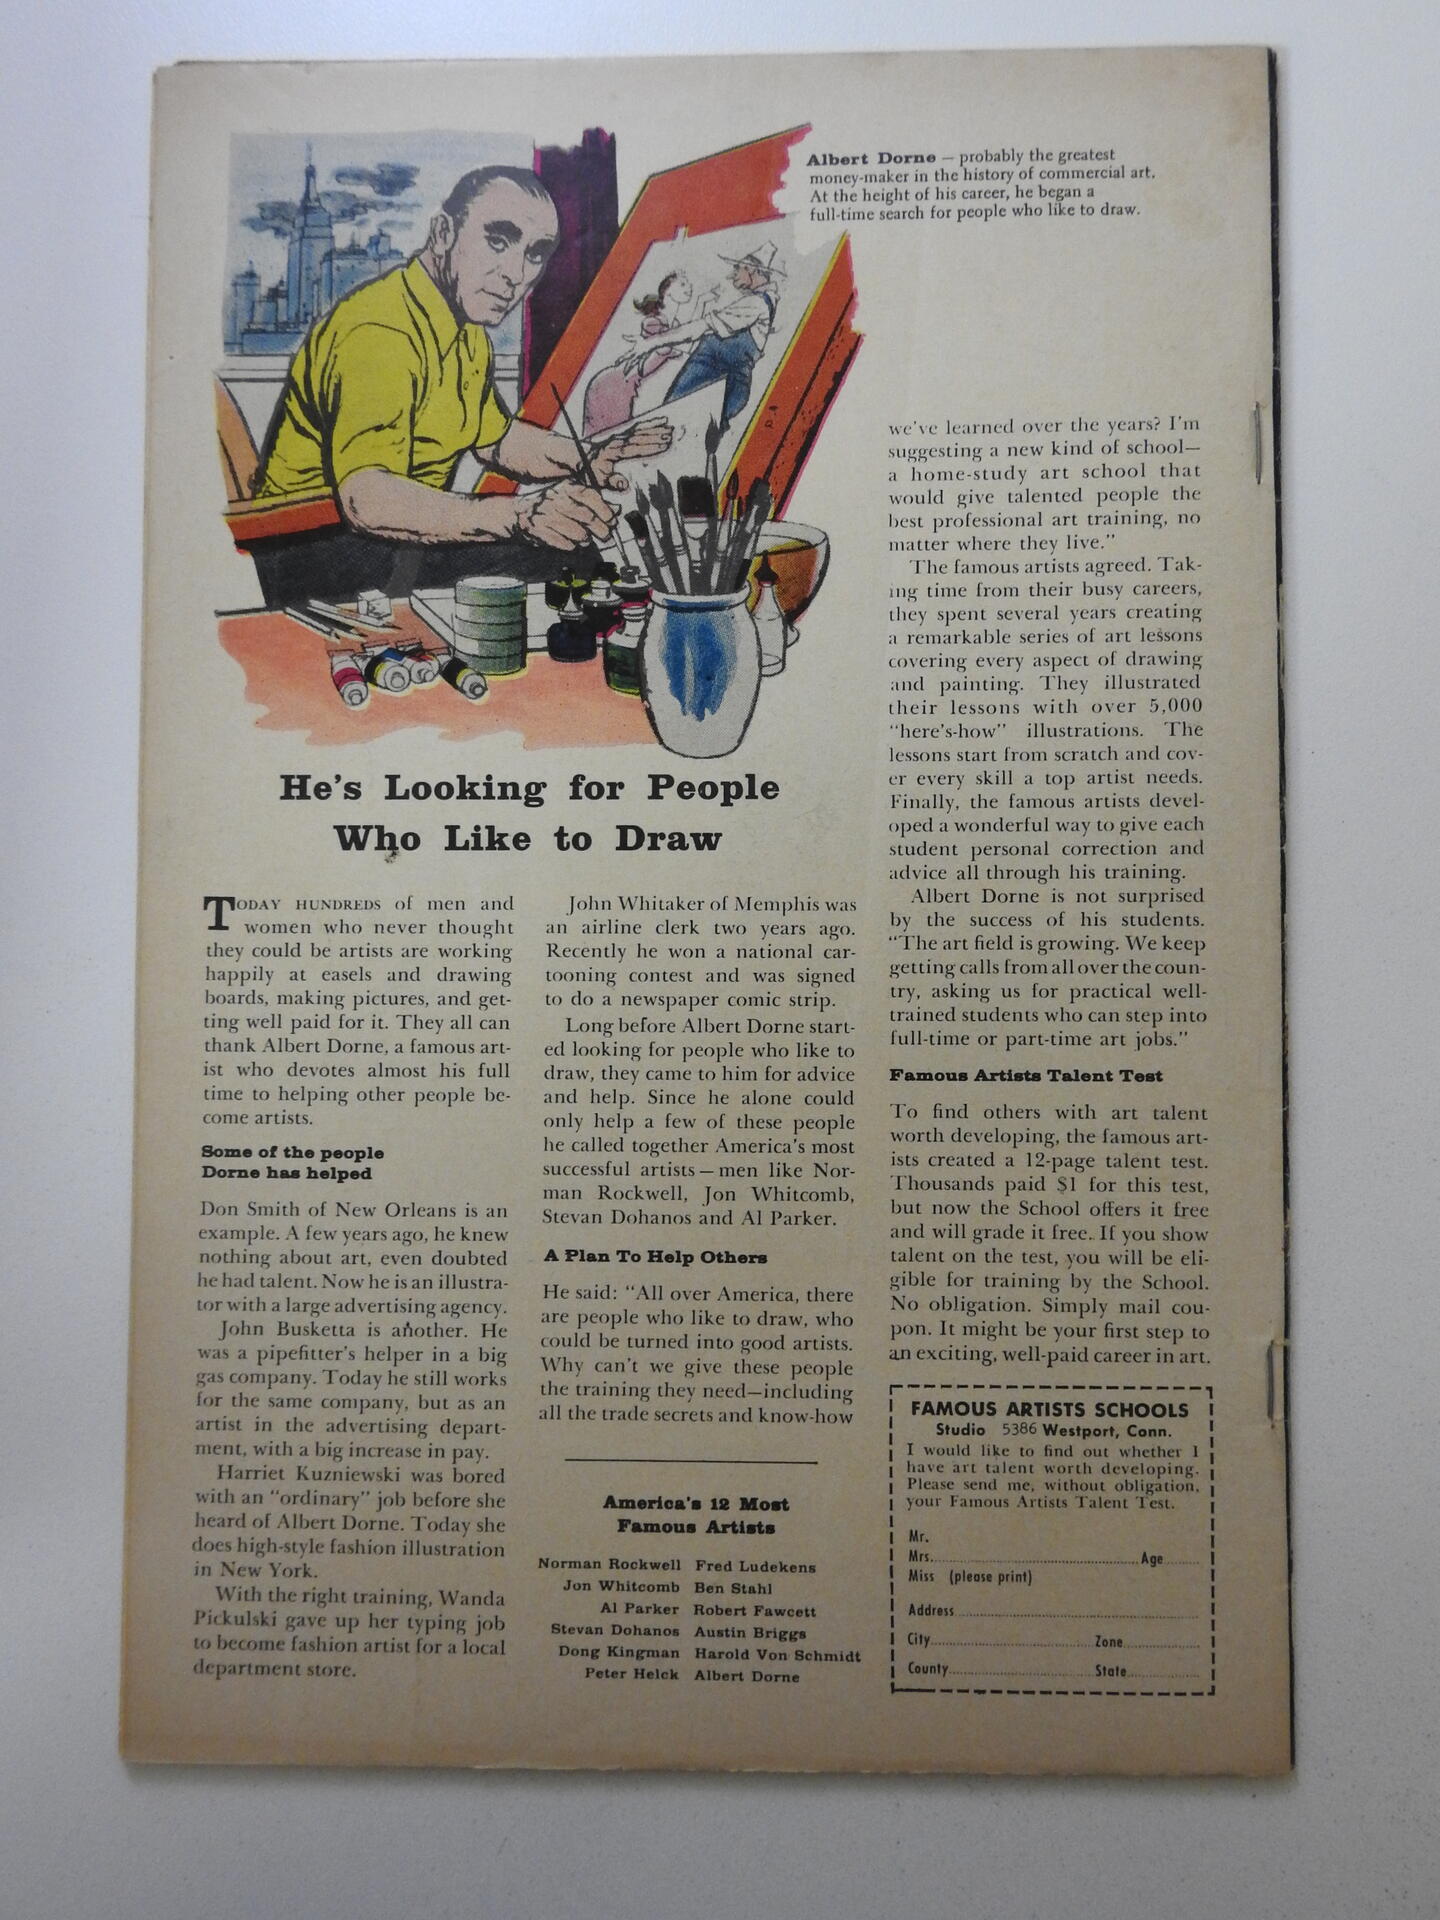 Albert Dorne — probably the greatest
money-maker in the history of commercial art.
At the height of his career, he began a
full-time search for people who like to draw.
He's Looking for People
Who Like to Draw
TODAY HUNDREDS of men and
women who never thought
they could be artists are working
happily at easels and drawing
boards, making pictures, and get-
ting well paid for it. They all can
thank Albert Dorne, a famous art-
ist who devotes almost his full
time to helping other people be-
come artists.
Some of the people
Dorne has helped
Don Smith of New Orleans is an
example. A few years ago, he knew
nothing about art, even doubted
he had talent. Now he is an illustra-
tor with a large advertising agency.
John Busketta is another. He
was a pipefitter's helper in a big
gas company. Today he still works
for the same company, but as an
artist in the advertising depart-
ment, with a big increase in pay.
Harriet Kuzniewski was bored
with an "ordinary" job before she
heard of Albert Dorne. Today she
does high-style fashion illustration
in New York.
With the right training, Wanda
Pickulski gave up her typing job
to become fashion artist for a local
department store.
John Whitaker of Memphis was
an airline clerk two years ago.
Recently he won a national car-
tooning contest and was signed
to do a newspaper comic strip.
Long before Albert Dorne start-
ed looking for people who like to
draw, they came to him for advice
and help. Since he alone could
only help a few of these people
he called together America's most
successful artists — men like Nor-
man Rockwell, Jon Whitcomb,
Stevan Dohanos and Al Parker.
A Plan To Help Others
He said: "All over America, there
are people who like to draw, who
could be turned into good artists.
Why can't we give these people
the training they need—including
all the trade secrets and know-how
we've learned over the years? I'm
suggesting a new kind of school—
a home-study art school that
would give talented people the
best professional art training, no
matter where they live."
The famous artists agreed. Tak-
ing time from their busy careers,
they spent several years creating
a remarkable series of art lessons
covering every aspect of drawing
and painting. They illustrated
their lessons with over 5,000
"here's-how" illustrations. The
lessons start from scratch and cov-
er every skill a top artist needs.
Finally, the famous artists devel-
oped a wonderful way to give each
student personal correction and
advice all through his training.
Albert Dorne is not surprised
by the success of his students.
"The art field is growing. We keep
getting calls from all over the coun-
try, asking us for practical well-
trained students who can step into
full-time or part-time art jobs."
Famous Artists Talent Test
To find others with art talent
worth developing, the famous art-
ists created a 12-page talent test.
Thousands paid $1 for this test,
but now the School offers it free
and will grade it free. If you show
talent on the test, you will be eli-
gible for training by the School.
No obligation. Simply mail cou-
pon. It might be your first step to
an exciting, well-paid career in art.
America's 12 Most
Famous Artists
Norman Rockwell Fred Ludekens
Jon Whitcomb Ben Stahl
Al Parker Robert Fawcett
Stevan Dohanos Austin Briggs
Dong Kingman Harold Von Schmidt
Peter Helck Albert Dorne
FAMOUS ARTISTS SCHOOLS
Studio 5386 Westport, Conn.
I would like to find out whether I
have art talent worth developing.
Please send me, without obligation,
your Famous Artists Talent Test.
Mr.
Mrs. Age
Miss (please print)
Address
City Zone
County State